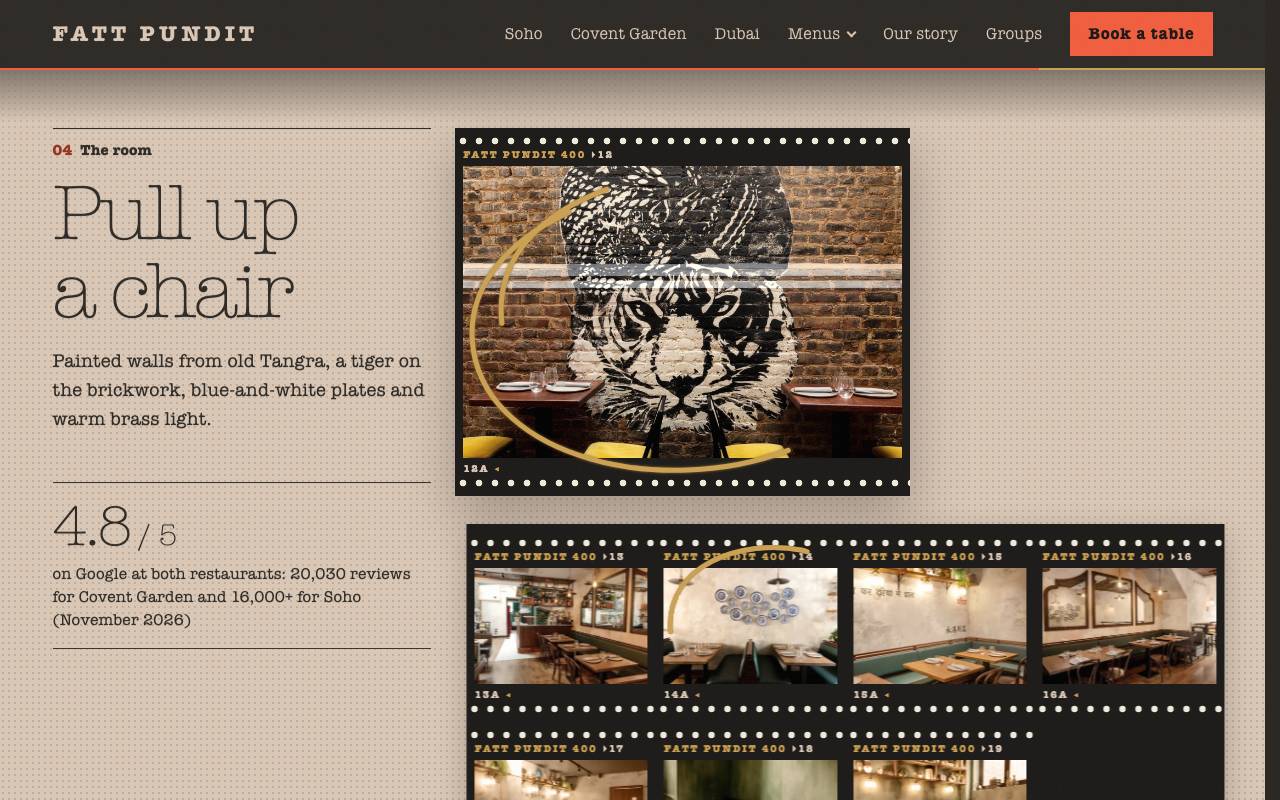 FATT PUNDIT
Soho
Covent Garden
Dubai
Menus
Our story
Groups
Book a table
04 The room
Pull up
a chair
Painted walls from old Tangra, a tiger on
the brickwork, blue-and-white plates and
warm brass light.
4.8 / 5
on Google at both restaurants: 20,030 reviews
for Covent Garden and 16,000+ for Soho
(November 2026)
FATT PUNDIT 400 12
12A
FATT PUNDIT 400 13
FATT PUNDIT 400 14
FATT PUNDIT 400 15
FATT PUNDIT 400 16
13A
14A
15A
16A
FATT PUNDIT 400 17
FATT PUNDIT 400 18
FATT PUNDIT 400 19